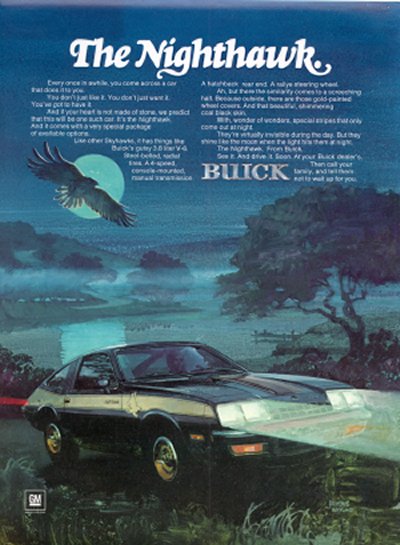 The Nighthawk.
Every once in awhile, you come across a car
that does it to you.
You don't just like it. You don't just want it.
You've got to have it.
And if your heart is not made of stone, we predict
that this will be one such car. It's the Nighthawk.
And it comes with a very special package
of available options.
Like other Skyhawks, it has things like
Buick's gutsy 3.8 liter V-6.
Steel-belted, radial
tires. A 4-speed,
console-mounted,
manual transmission.
A hatchback rear end. A rallye steering wheel.
Ah, but there the similarity comes to a screeching
halt. Because outside, there are those gold-painted
wheel covers. And that beautiful, shimmering
coal black skin.
With, wonder of wonders, special stripes that only
come out at night.
They're virtually invisible during the day. But they
shine like the moon when the light hits them at night.
The Nighthawk. From Buick.
See it. And drive it. Soon. At your Buick dealer's.
Then call your
family, and tell them
not to wait up for you.
BUICK
GM